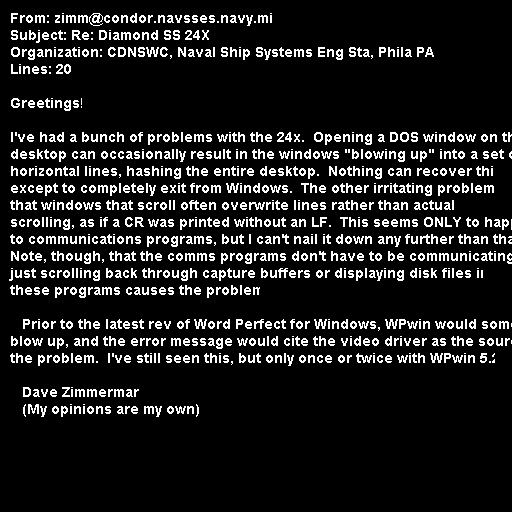 From: zimm@condor.navsses.navy.mi
Subject: Re: Diamond SS 24X
Organization: CDNSWC, Naval Ship Systems Eng Sta, Phila PA
Lines: 20

Greetings!

I've had a bunch of problems with the 24x.  Opening a DOS window on th
desktop can occasionally result in the windows "blowing up" into a set o
horizontal lines, hashing the entire desktop.  Nothing can recover thi
except to completely exit from Windows.  The other irritating problem
that windows that scroll often overwrite lines rather than actual
scrolling, as if a CR was printed without an LF.  This seems ONLY to hap
to communications programs, but I can't nail it down any further than tha
Note, though, that the comms programs don't have to be communicating
just scrolling back through capture buffers or displaying disk files in
these programs causes the problem

Prior to the latest rev of Word Perfect for Windows, WPwin would som
blow up, and the error message would cite the video driver as the sour
the problem.  I've still seen this, but only once or twice with WPwin 5.2

Dave Zimmermar
(My opinions are my own)